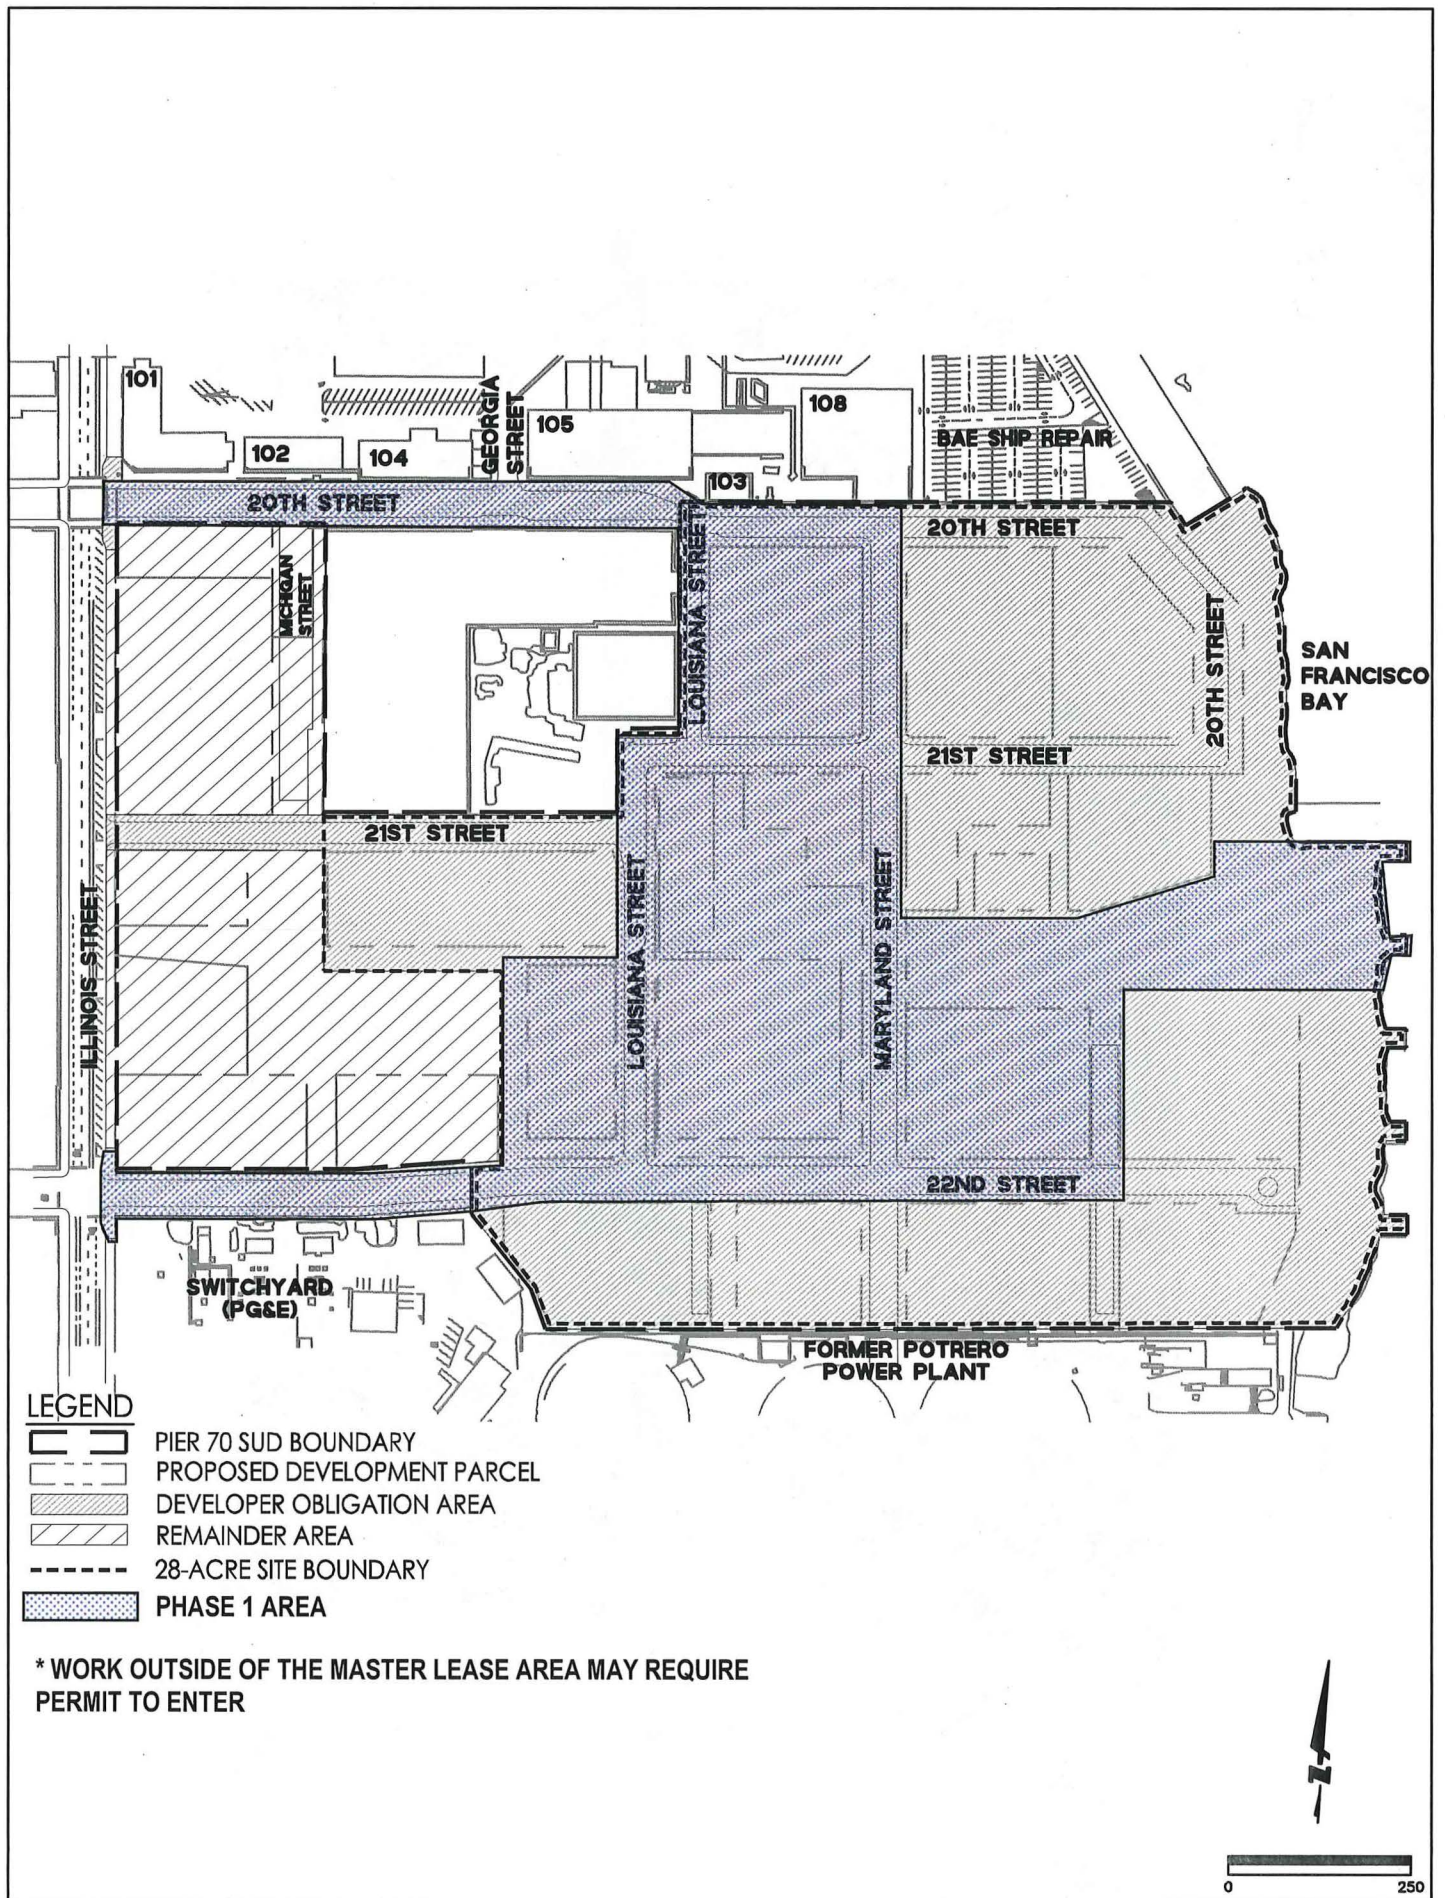 101
102
104
GEORGIA
STREET
105
108
103
BAE SHIP REPAIR
20TH STREET
20TH STREET
MICHIGAN
STREET
LOUISIANA STREET
20TH STREET
SAN
FRANCISCO
BAY
21ST STREET
21ST STREET
ILLINOIS STREET
LOUISIANA STREET
MARYLAND STREET
22ND STREET
SWITCHYARD
(PG&E)
FORMER POTRERO
POWER PLANT
LEGEND
PIER 70 SUD BOUNDARY
PROPOSED DEVELOPMENT PARCEL
DEVELOPER OBLIGATION AREA
REMAINDER AREA
28-ACRE SITE BOUNDARY
PHASE 1 AREA
* WORK OUTSIDE OF THE MASTER LEASE AREA MAY REQUIRE
PERMIT TO ENTER
Z
0
250